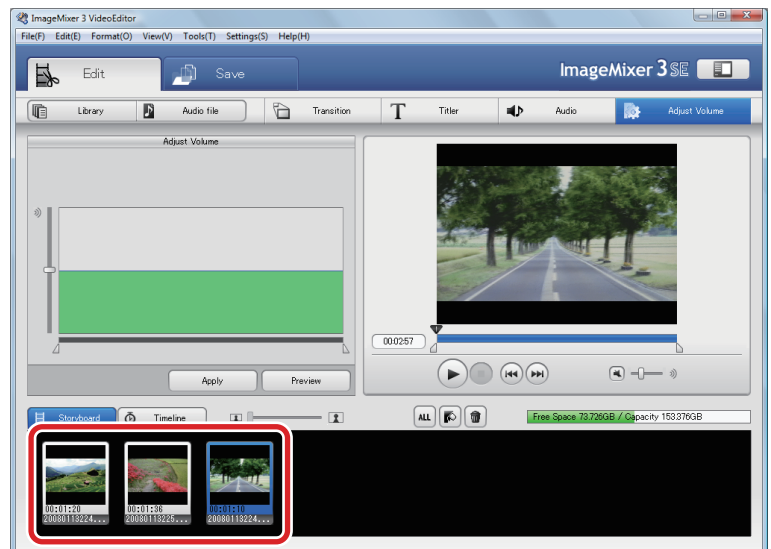 ImageMixer 3 VideoEditor
File(F) Edit(E) Format(O) View(V) Tools(T) Settings(S) Help(H)
Edit
Save
ImageMixer 3 SE
Library
Audio file
Transition
T Titler
Audio
Adjust Volume
Adjust Volume
00:02:57
Apply
Preview
Storyboard
Timeline
ALL
Free Space 73.726GB / Capacity 153.376GB
00:01:20
20080113224...
00:01:36
20080113225...
00:01:10
20080113224...